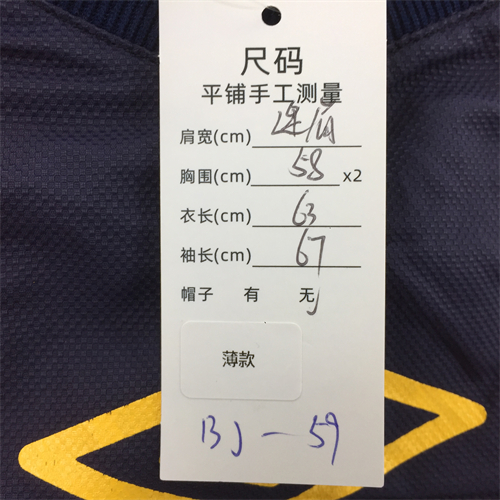 尺码
平铺手工测量
肩宽(cm) 连肩
胸围(cm) 58 x2
衣长(cm) 63
袖长(cm) 67
帽子 有 无
薄款
BJ-59